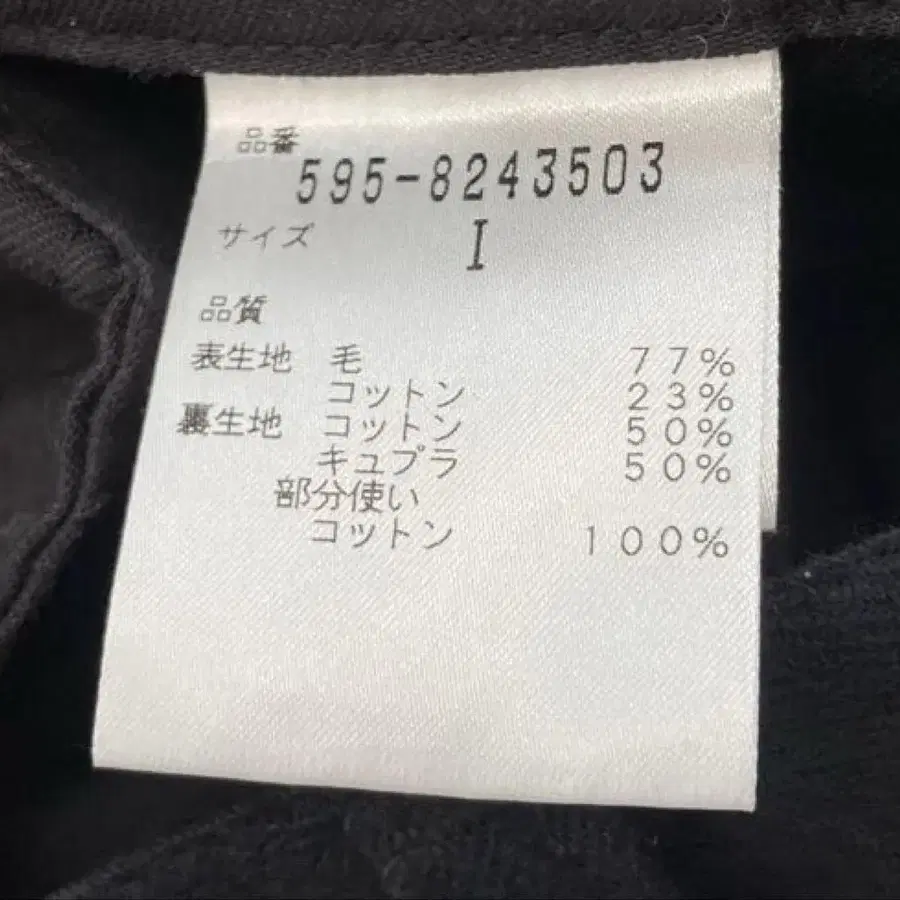 品番
595-8243503
サイズ I
品質
表生地 毛 77%
コットン 23%
裏生地 コットン 50%
キュプラ 50%
部分使い
コットン 100%